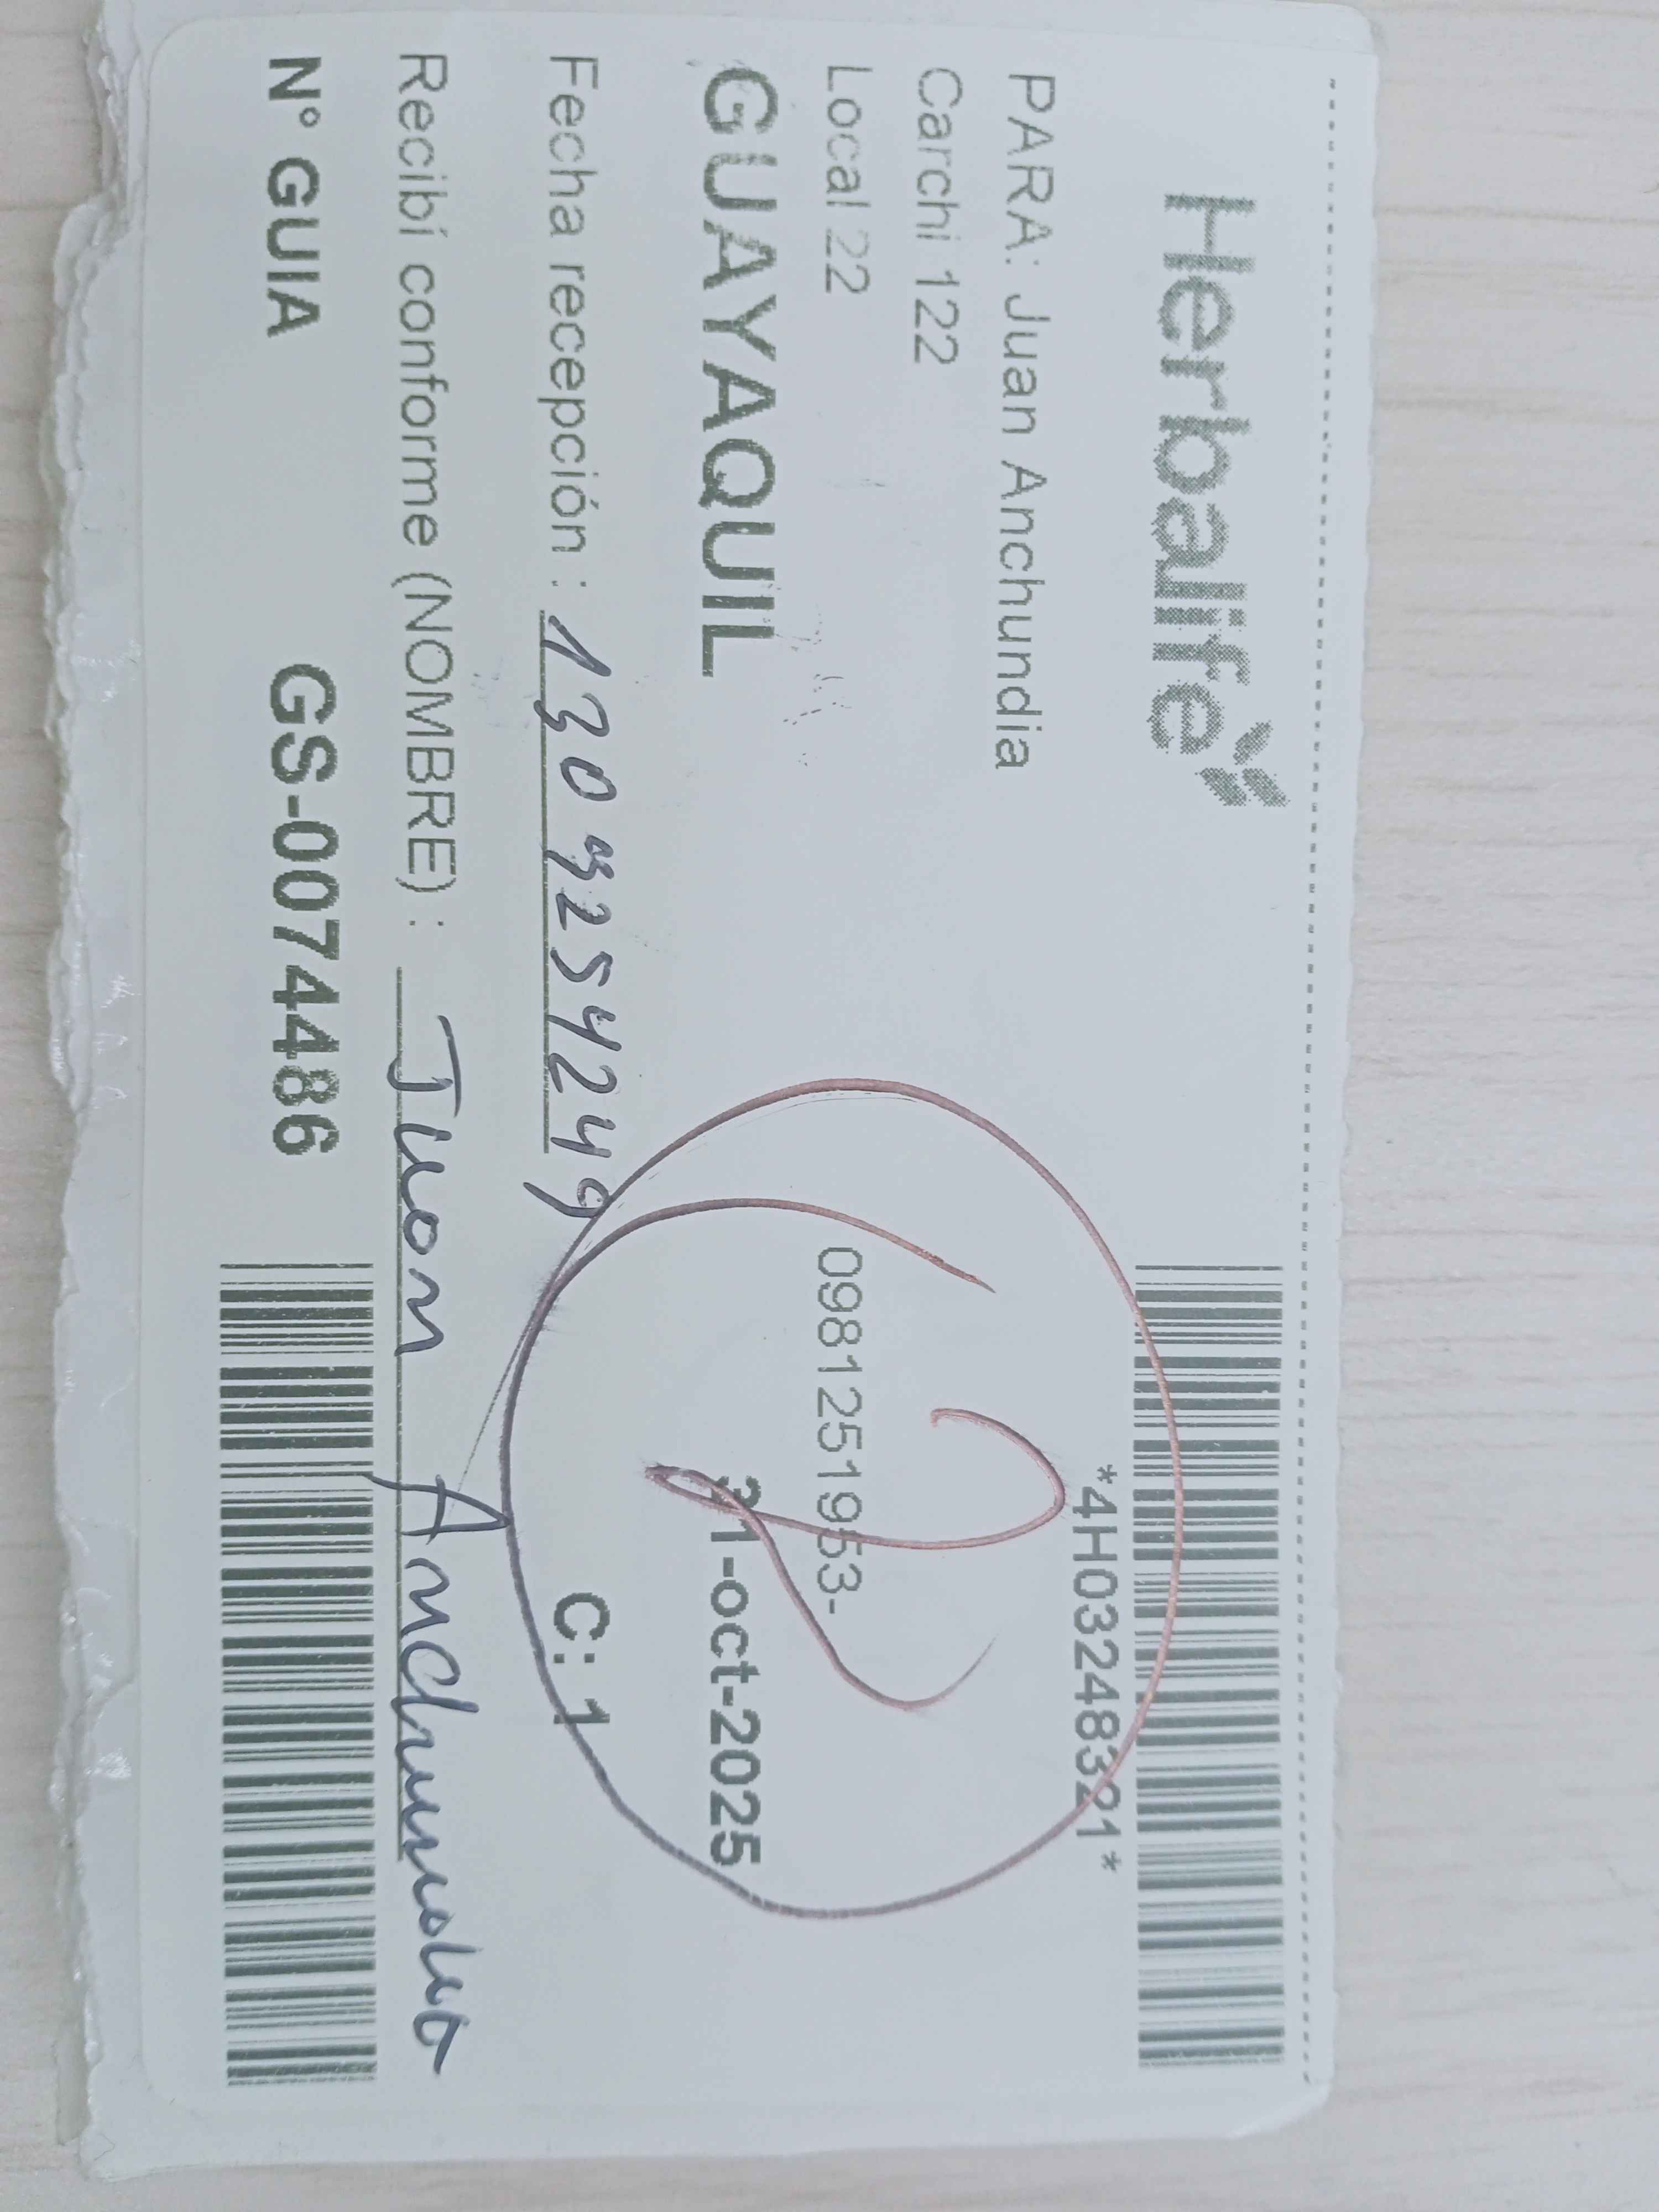 Herbalife
*4H03248321*
PARA: Juan Anchundia
Carchi 122
Local 22 0981251953-
GUAYAQUIL 31-oct-2025
Fecha recepción : 1309254249 C: 1
Recibí conforme (NOMBRE) : Juan Anchundia
N° GUIA GS-0074486